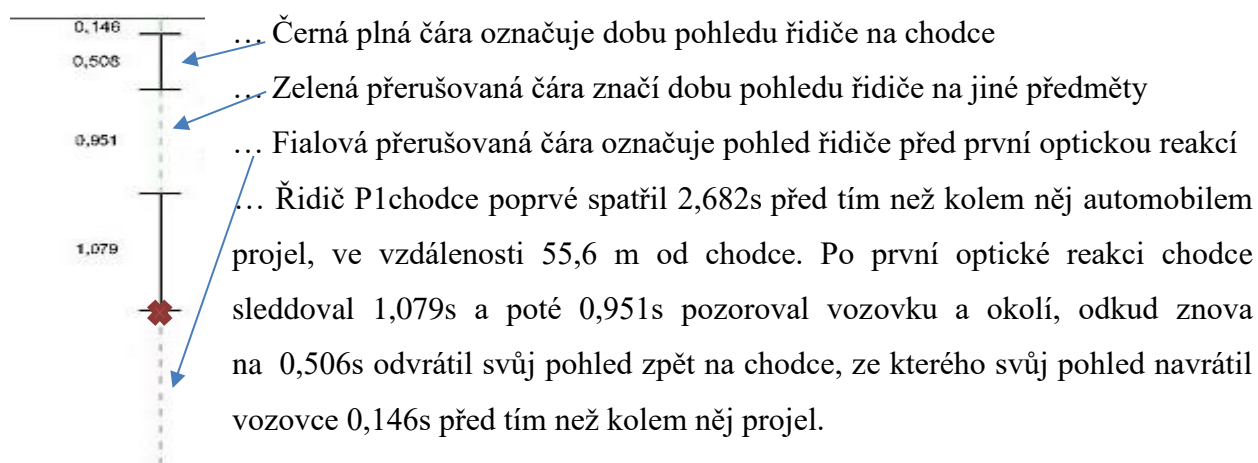 0,146
… Černá plná čára označuje dobu pohledu řidiče na chodce
0,508
… Zelená přerušovaná čára značí dobu pohledu řidiče na jiné předměty
0,951
… Fialová přerušovaná čára označuje pohled řidiče před první optickou reakcí
… Řidič P1chodce poprvé spatřil 2,682s před tím než kolem něj automobilem
1,079
projel, ve vzdálenosti 55,6 m od chodce. Po první optické reakci chodce
sleddoval 1,079s a poté 0,951s pozoroval vozovku a okolí, odkud znova
na 0,506s odvrátil svůj pohled zpět na chodce, ze kterého svůj pohled navrátil
vozovce 0,146s před tím než kolem něj projel.